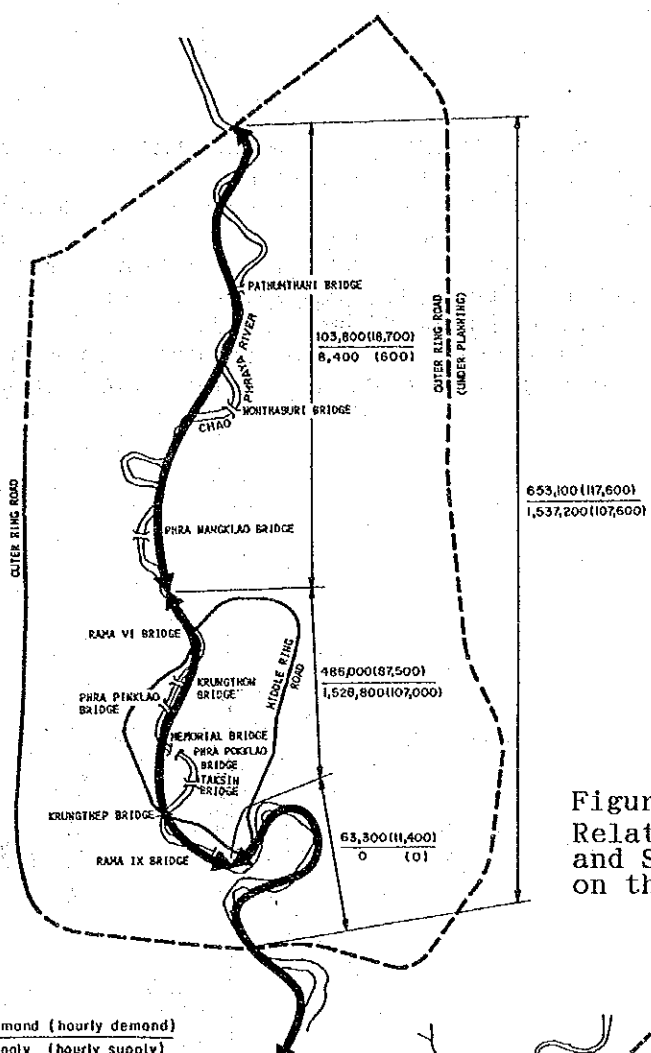 PATHUMTHANI BRIDGE
103,800(18,700)
8,400 (600)
OUTER RING ROAD
(UNDER PLANNING)
CHAO PHRAYA RIVER
NONTHABURI BRIDGE
OUTER RING ROAD
653,100(117,600)
1,537,200(107,600)
PHRA NANGKLAO BRIDGE
RAMA VI BRIDGE
MIDDLE RING
ROAD
KRUNGTHON
BRIDGE
486,000(87,500)
1,528,800(107,000)
PHRA PINKLAO
BRIDGE
MEMORIAL BRIDGE
PHRA POKKLAO
BRIDGE
TAKSIN
BRIDGE
KRUNGTHEP BRIDGE
RAMA IX BRIDGE
63,300(11,400)
0 (0)
Figur
Relat
and S
on th
mand (hourly demand)
pply (hourly supply)